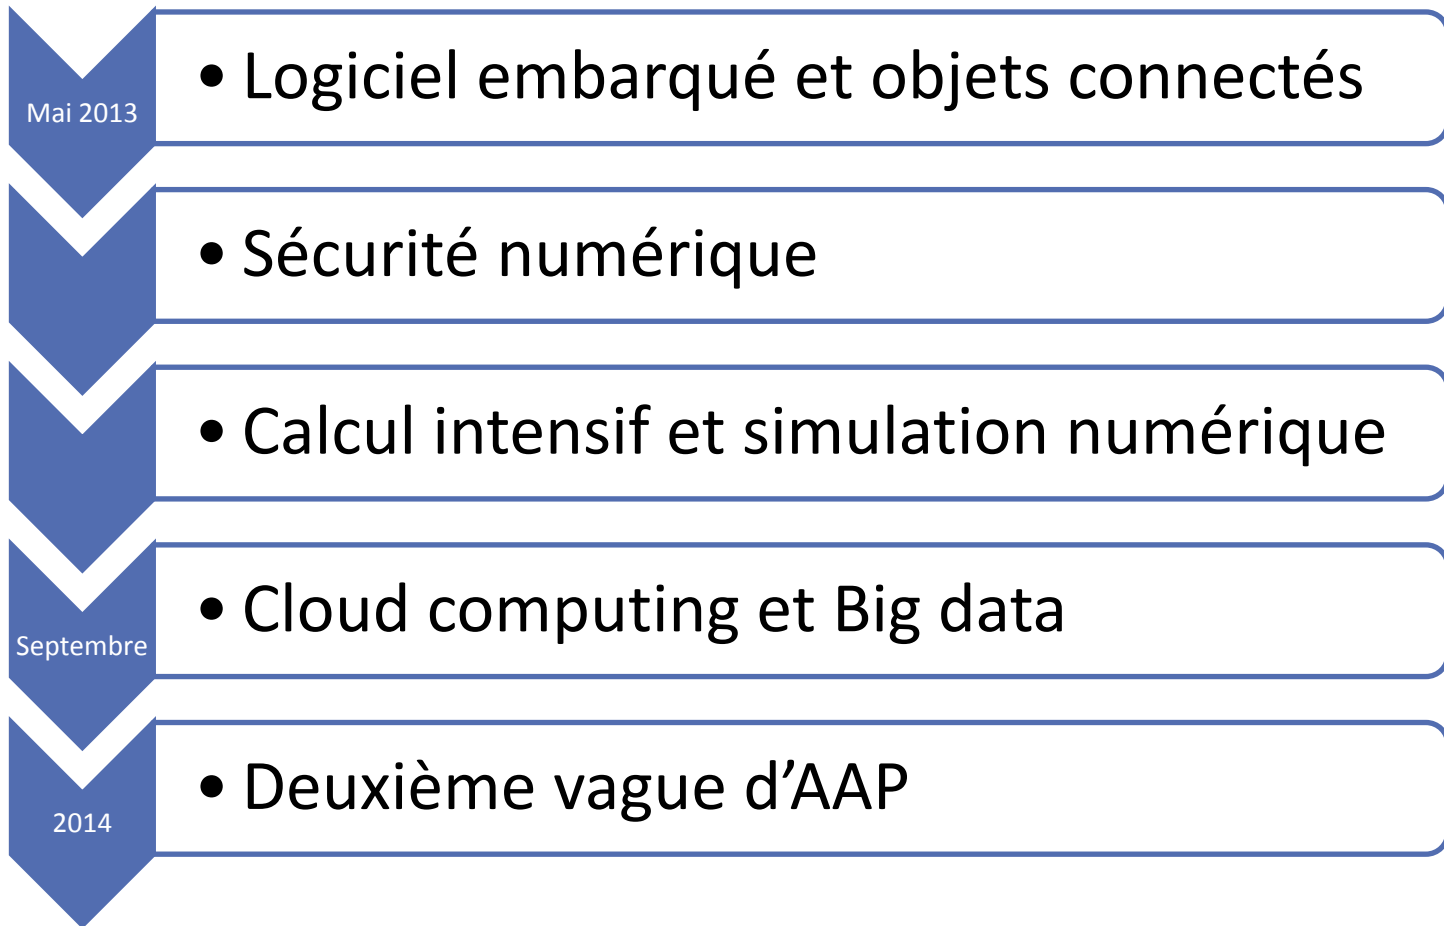 Mai 2013
• Logiciel embarqué et objets connectés
• Sécurité numérique
• Calcul intensif et simulation numérique
Septembre
• Cloud computing et Big data
2014
• Deuxième vague d’AAP